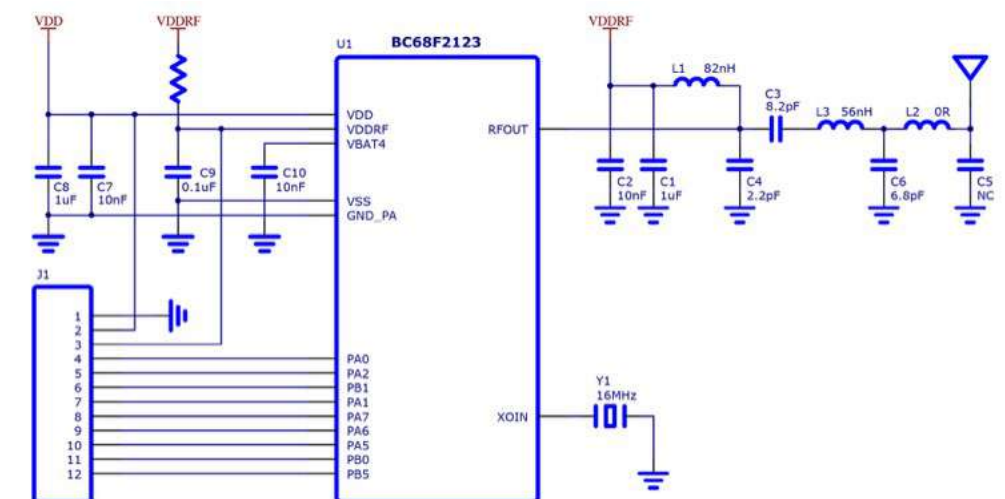 VDD
VDDRF
VDDRF
U1
BC68F2123
L1 82nH
C3
8.2pF
L3 56nH
L2 0R
VDD
VDDRF
VBAT4
RFOUT
C8
1uF
C7
10nF
C9
0.1uF
C10
10nF
VSS
GND_PA
C2
10nF
C1
1uF
C4
2.2pF
C6
6.8pF
C5
NC
J1
1
2
3
4
5
6
7
8
9
10
11
12
PA0
PA2
PB1
PA1
PA7
PA6
PA5
PB0
PB5
XOIN
Y1
16MHz